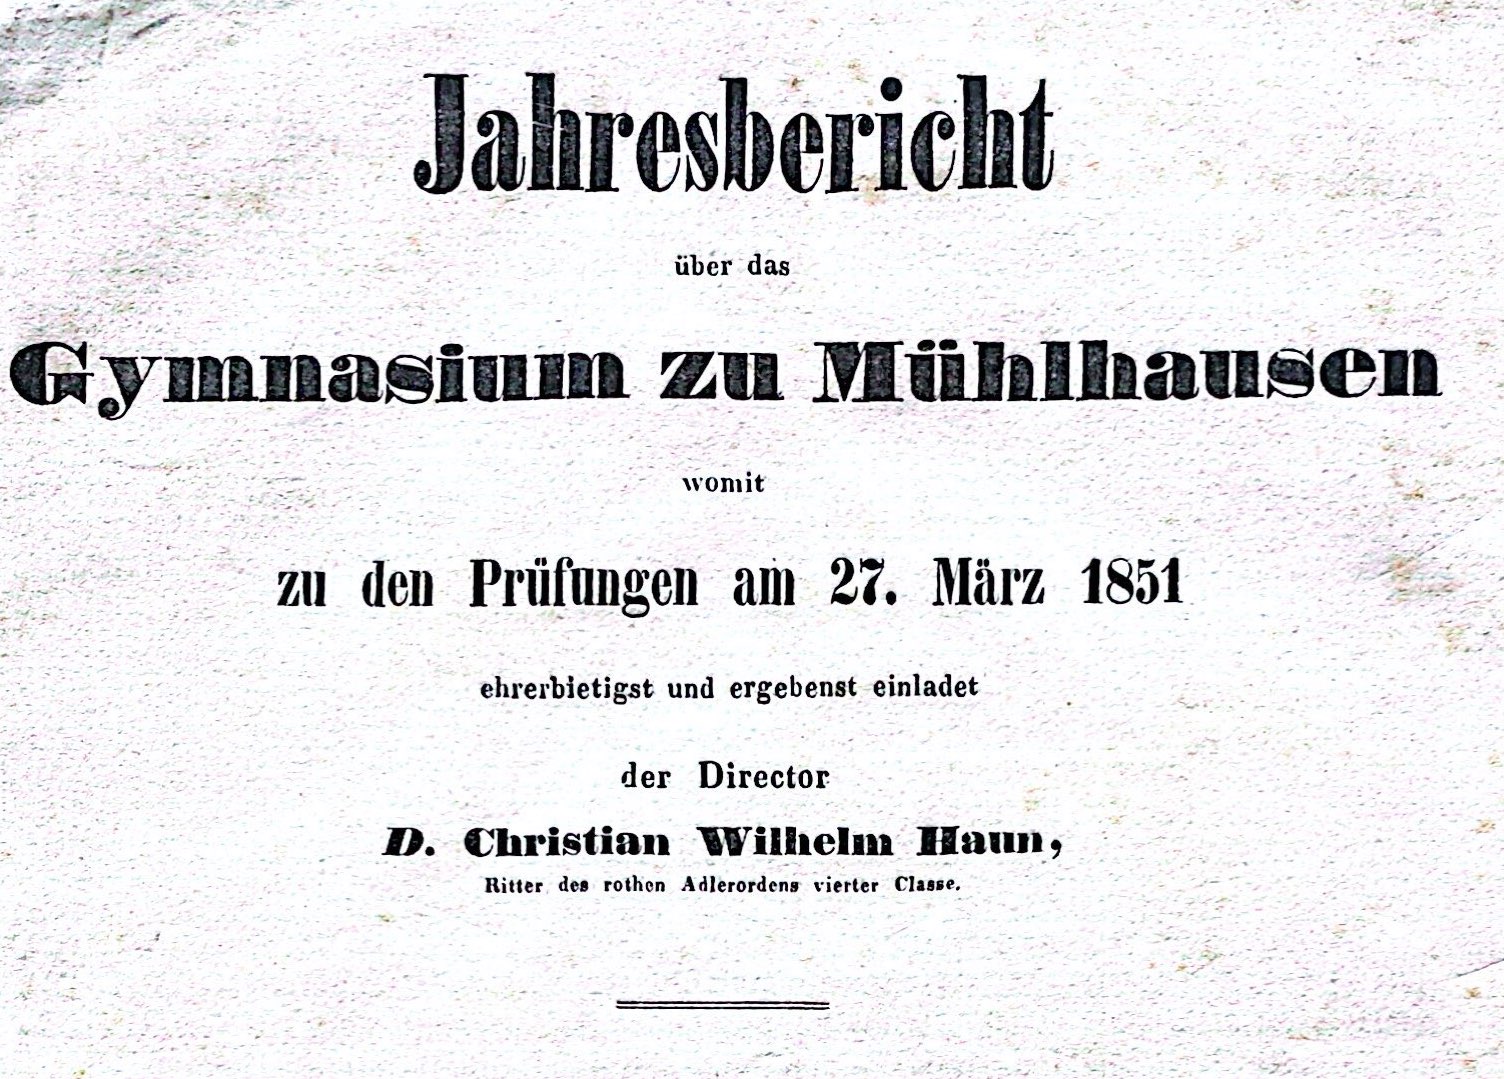 Jahresbericht
über das
Gymnasium zu Mühlhausen
womit
zu den Prüfungen am 27. März 1851
ehrerbietigst und ergebenst einladet
der Director
D. Christian Wilhelm Haun,
Ritter des rothen Adlerordens vierter Classe.